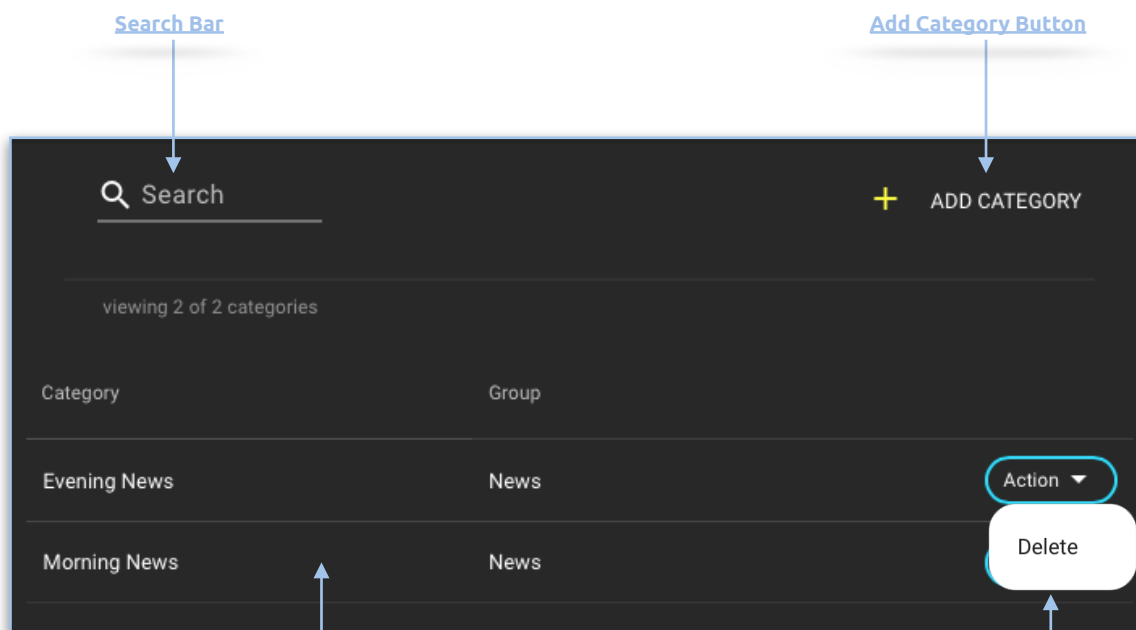 Search Bar
Add Category Button
Search
+ ADD CATEGORY
viewing 2 of 2 categories
Category Group
Evening News News Action
Delete
Morning News News